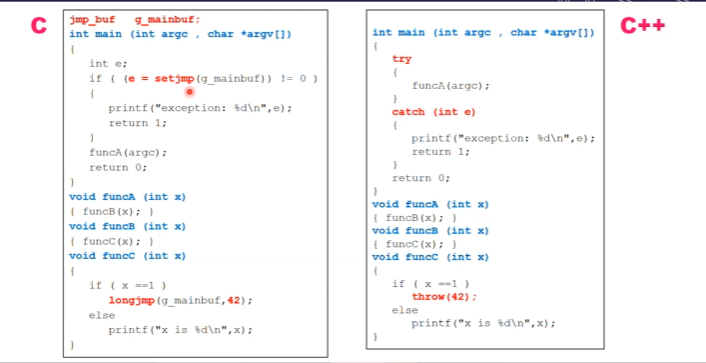 C
jmp_buf g_mainbuf;
int main (int argc , char *argv[])
{
int e;
if ( (e = setjmp(g_mainbuf)) != 0 )
{
printf("exception: %d\n",e);
return 1;
}
funcA(argc);
return 0;
}
void funcA (int x)
{ funcB(x); }
void funcB (int x)
{ funcC(x); }
void funcC (int x)
{
if ( x ==1 )
longjmp(g_mainbuf,42);
else
printf("x is %d\n",x);
}
C++
int main (int argc , char *argv[])
{
try
{
funcA(argc);
}
catch (int e)
{
printf("exception: %d\n",e);
return 1;
}
return 0;
}
void funcA (int x)
{ funcB(x); }
void funcB (int x)
{ funcC(x); }
void funcC (int x)
{
if ( x ==1 )
throw(42);
else
printf("x is %d\n",x);
}